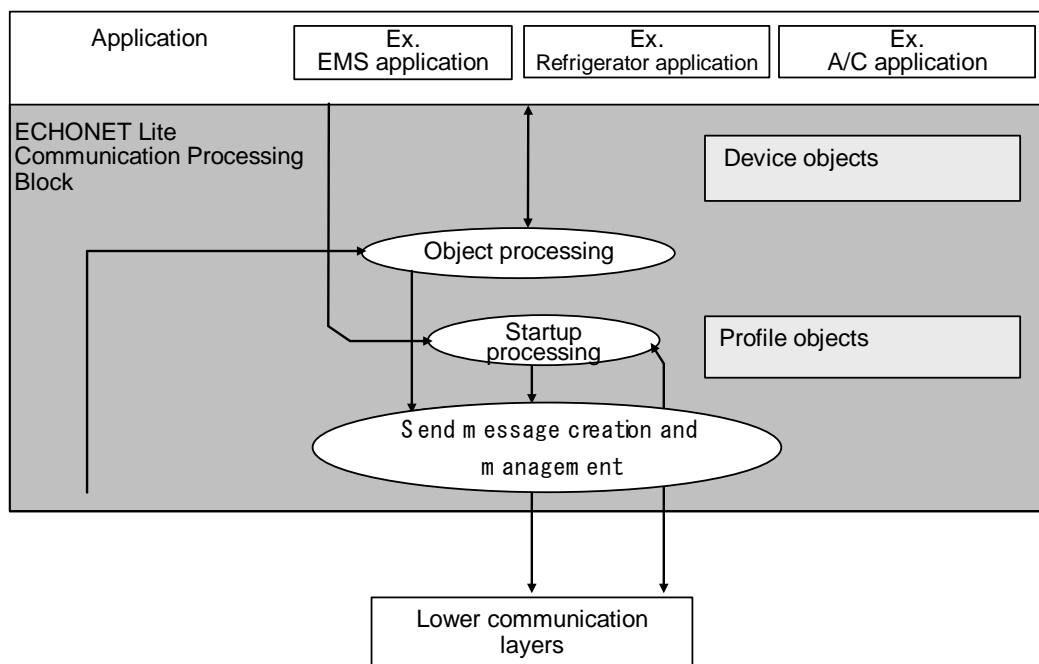 Application
Ex.
EMS application
Ex.
Refrigerator application
Ex.
A/C application
ECHONET Lite
Communication Processing
Block
Device objects
Object processing
Startup
processing
Profile objects
Send message creation and
management
Lower communication
layers